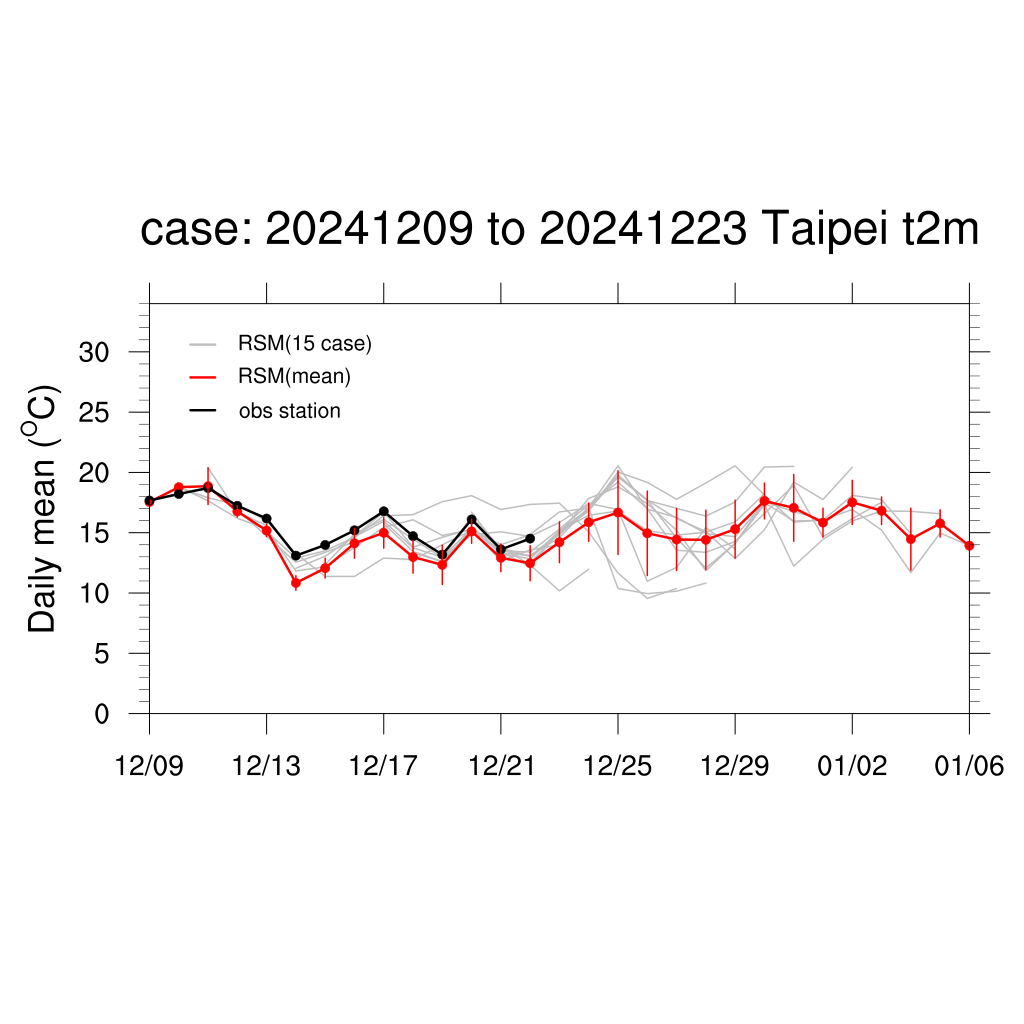 case: 20241209 to 20241223 Taipei t2m
RSM(15 case)
RSM(mean)
obs station
Daily mean (°C)
30
25
20
15
10
5
0
12/09 12/13 12/17 12/21 12/25 12/29 01/02 01/06